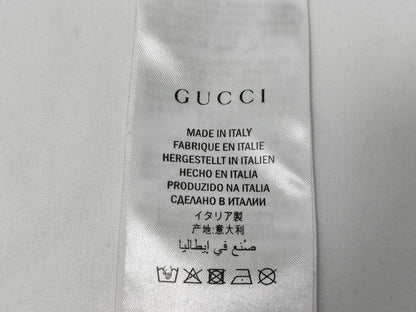 GUCCI
MADE IN ITALY
FABRIQUE EN ITALIE
HERGESTELLT IN ITALIEN
HECHO EN ITALIA
PRODUZIDO NA ITALIA
СДЕЛАНО В ИТАЛИИ
イタリア製
产地:意大利
صُنع في إيطاليا